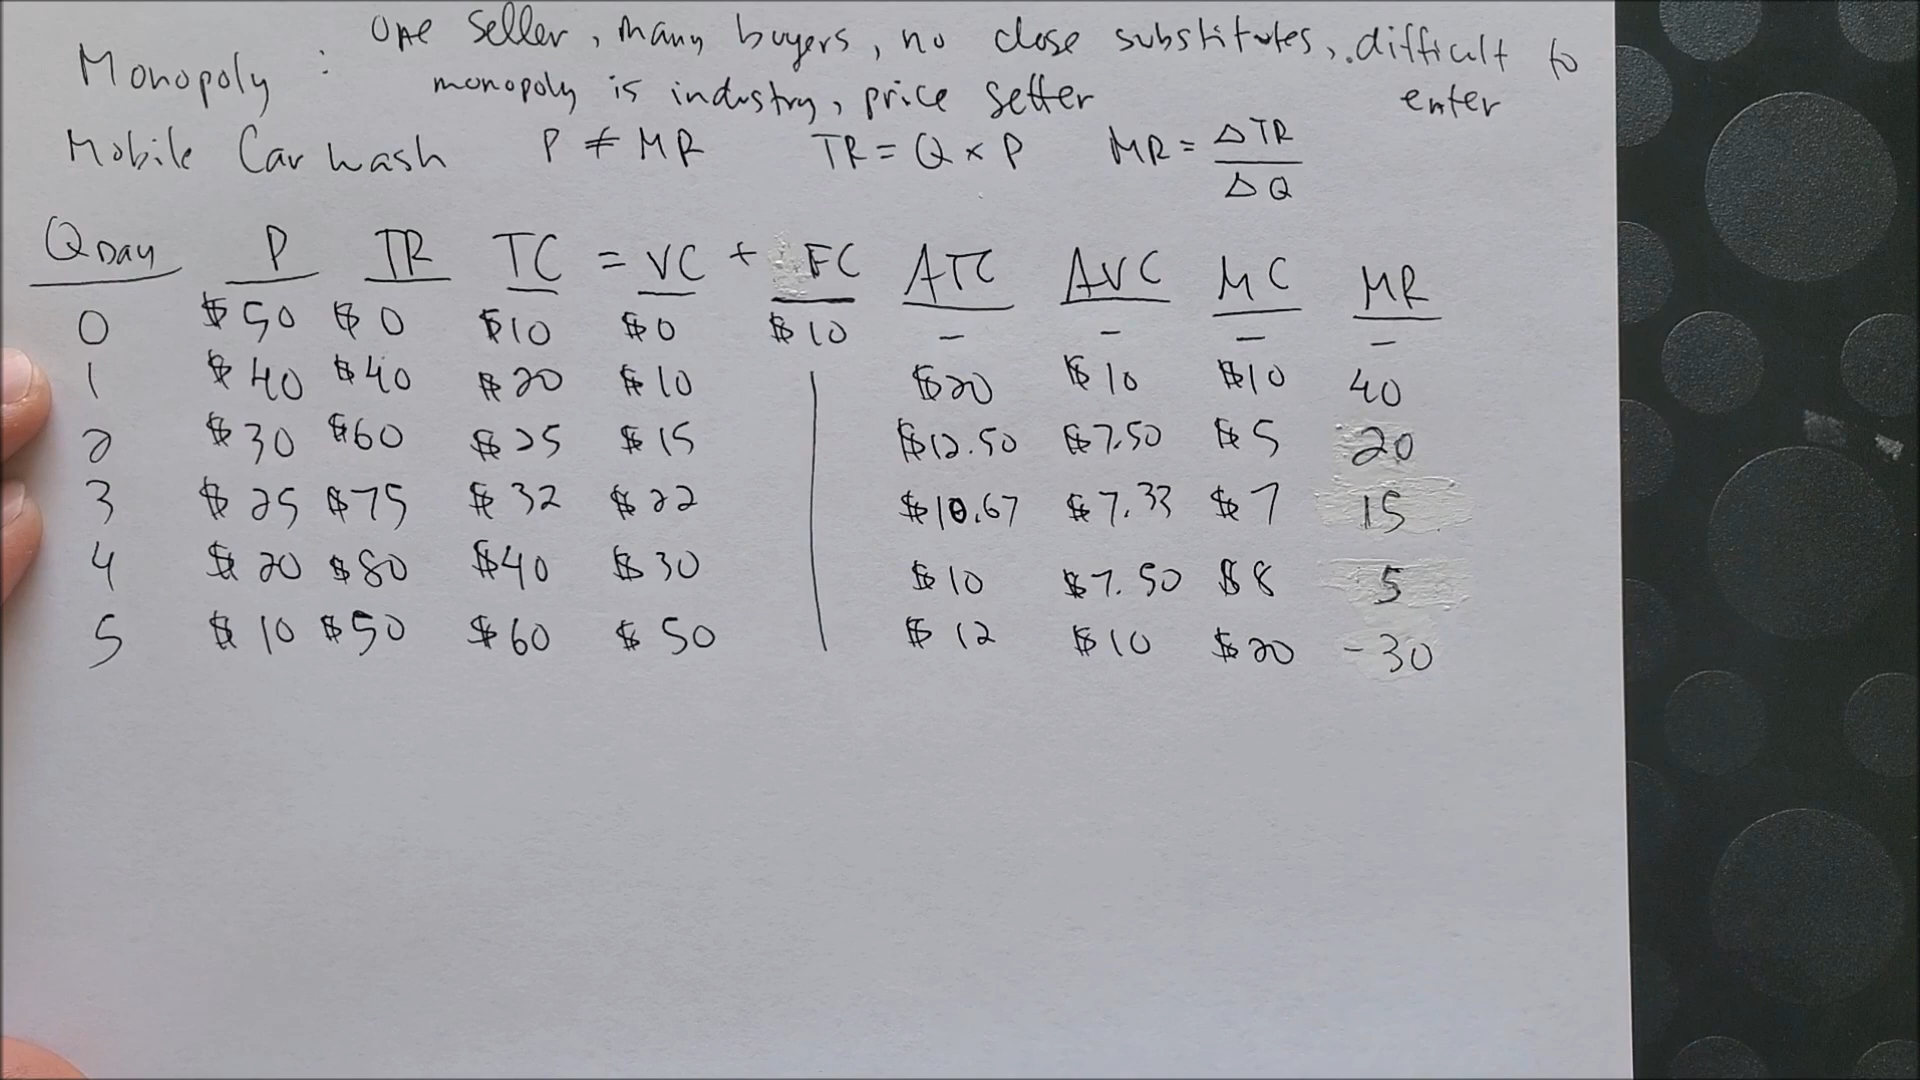 Monopoly : one seller, many buyers, no close substitutes, difficult to enter
monopoly is industry, price setter
Mobile Car wash P ≠ MR TR = Q × P MR = ΔTR / ΔQ
Q Day P TR TC = VC + FC ATC AVC MC MR
0 $50 $0 $10 $0 $10 – – – –
1 $40 $40 $20 $10 $20 $10 $10 40
2 $30 $60 $25 $15 $12.50 $7.50 $5 20
3 $25 $75 $32 $22 $10.67 $7.33 $7 15
4 $20 $80 $40 $30 $10 $7.50 $8 5
5 $10 $50 $60 $50 $12 $10 $20 -30